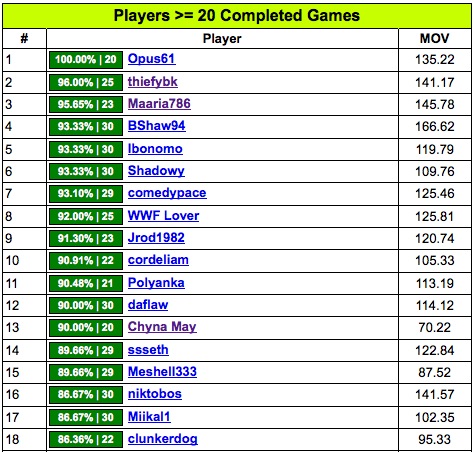 Players >= 20 Completed Games
# Player MOV
1 100.00% | 20 Opus61 135.22
2 96.00% | 25 thiefybk 141.17
3 95.65% | 23 Maaria786 145.78
4 93.33% | 30 BShaw94 166.62
5 93.33% | 30 lbonomo 119.79
6 93.33% | 30 Shadowy 109.76
7 93.10% | 29 comedypace 125.46
8 92.00% | 25 WWF Lover 125.81
9 91.30% | 23 Jrod1982 120.74
10 90.91% | 22 cordeliam 105.33
11 90.48% | 21 Polyanka 113.19
12 90.00% | 30 daflaw 114.12
13 90.00% | 20 Chyna May 70.22
14 89.66% | 29 ssseth 122.84
15 89.66% | 29 Meshell333 87.52
16 86.67% | 30 niktobos 141.57
17 86.67% | 30 Miikal1 102.35
18 86.36% | 22 clunkerdog 95.33